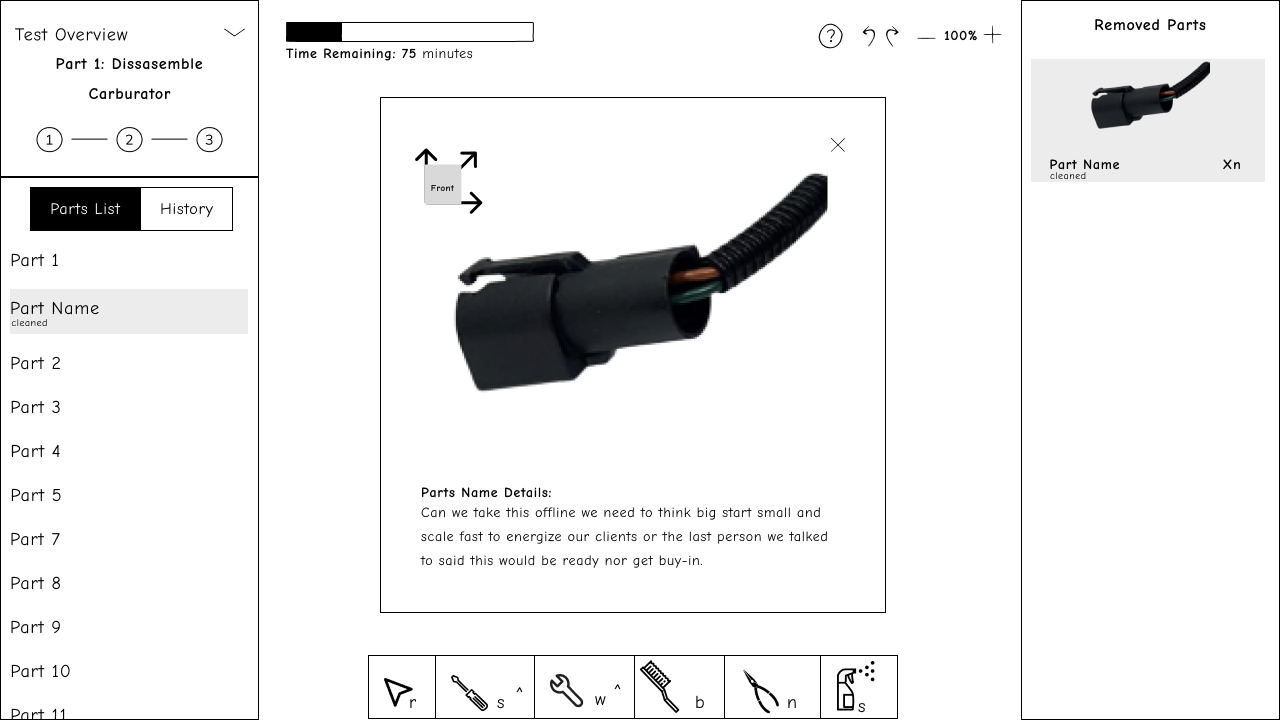 Test Overview
Part 1: Dissasemble
Carburator
1 2 3
Parts List History
Part 1
Part Name
cleaned
Part 2
Part 3
Part 4
Part 5
Part 7
Part 8
Part 9
Part 10
Part 11
Time Remaining: 75 minutes
? — 100% +
Front
Parts Name Details:
Can we take this offline we need to think big start small and
scale fast to energize our clients or the last person we talked
to said this would be ready nor get buy-in.
r s ^ w ^ b n s
Removed Parts
Part Name Xn
cleaned